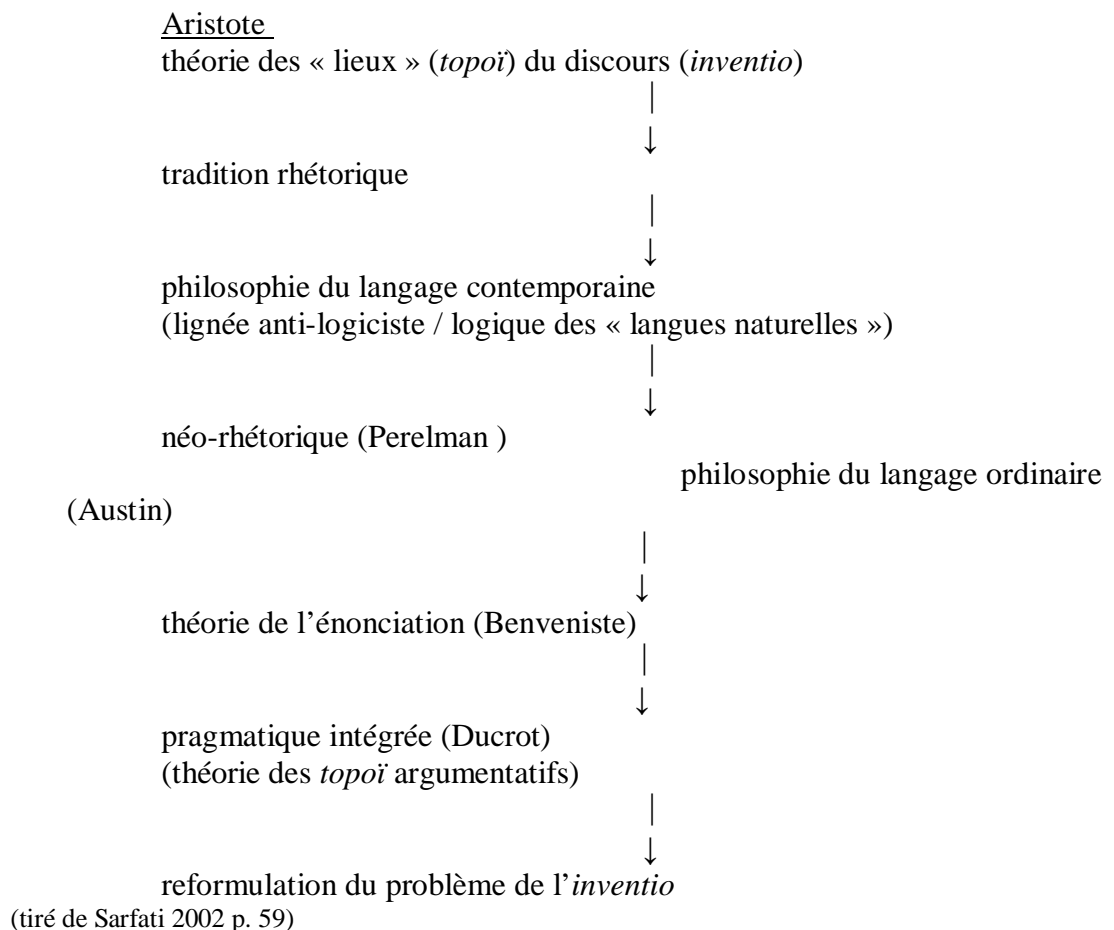 Aristote
théorie des « lieux » (topoï) du discours (inventio)
|
↓
tradition rhétorique
|
↓
philosophie du langage contemporaine
(lignée anti-logiciste / logique des « langues naturelles »)
|
↓
néo-rhétorique (Perelman )
philosophie du langage ordinaire
(Austin)
|
↓
théorie de l’énonciation (Benveniste)
|
↓
pragmatique intégrée (Ducrot)
(théorie des topoï argumentatifs)
|
↓
reformulation du problème de l’inventio
(tiré de Sarfati 2002 p. 59)